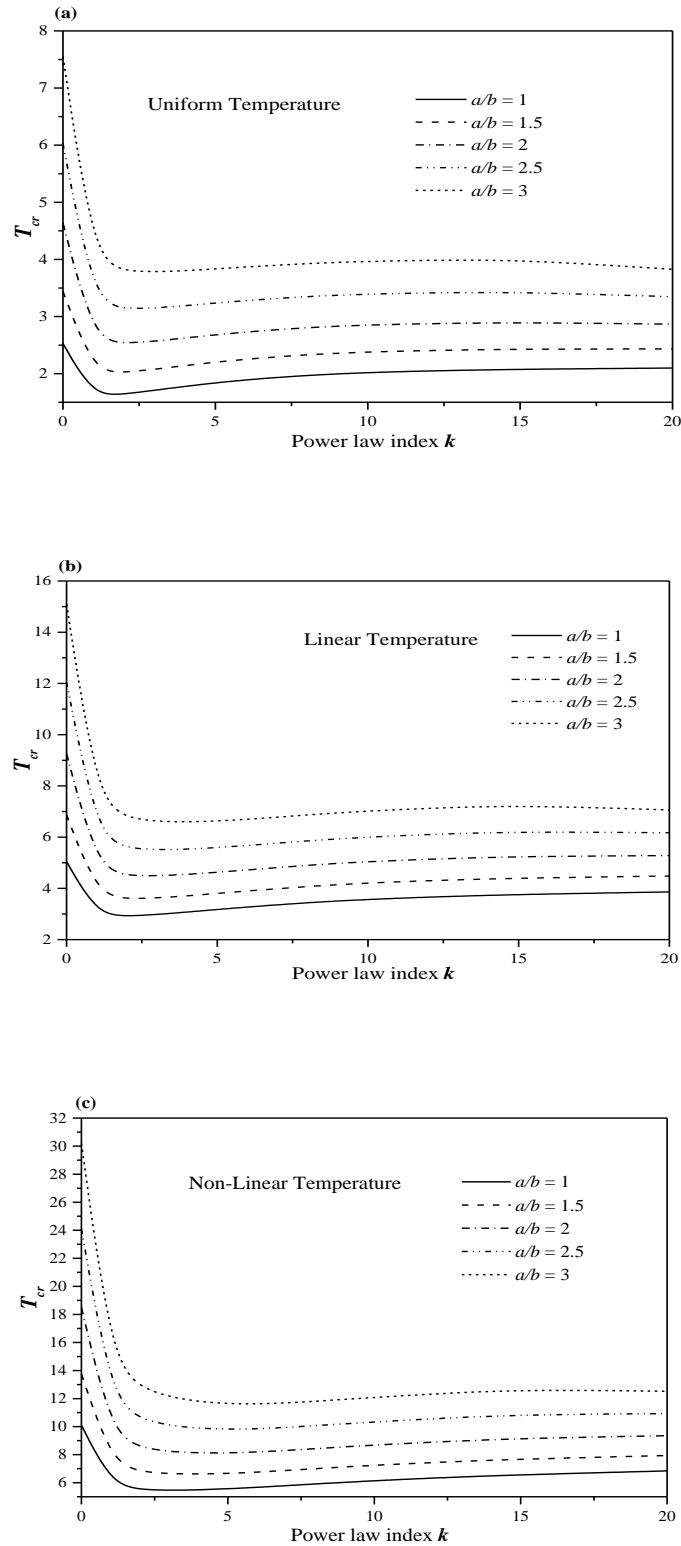 (a)
8
7
6
5
4
3
2
T_cr
Uniform Temperature
a/b = 1
a/b = 1.5
a/b = 2
a/b = 2.5
a/b = 3
0 5 10 15 20
Power law index k
(b)
16
14
12
10
8
6
4
2
T_cr
Linear Temperature
a/b = 1
a/b = 1.5
a/b = 2
a/b = 2.5
a/b = 3
0 5 10 15 20
Power law index k
(c)
32
30
28
26
24
22
20
18
16
14
12
10
8
6
T_cr
Non-Linear Temperature
a/b = 1
a/b = 1.5
a/b = 2
a/b = 2.5
a/b = 3
0 5 10 15 20
Power law index k